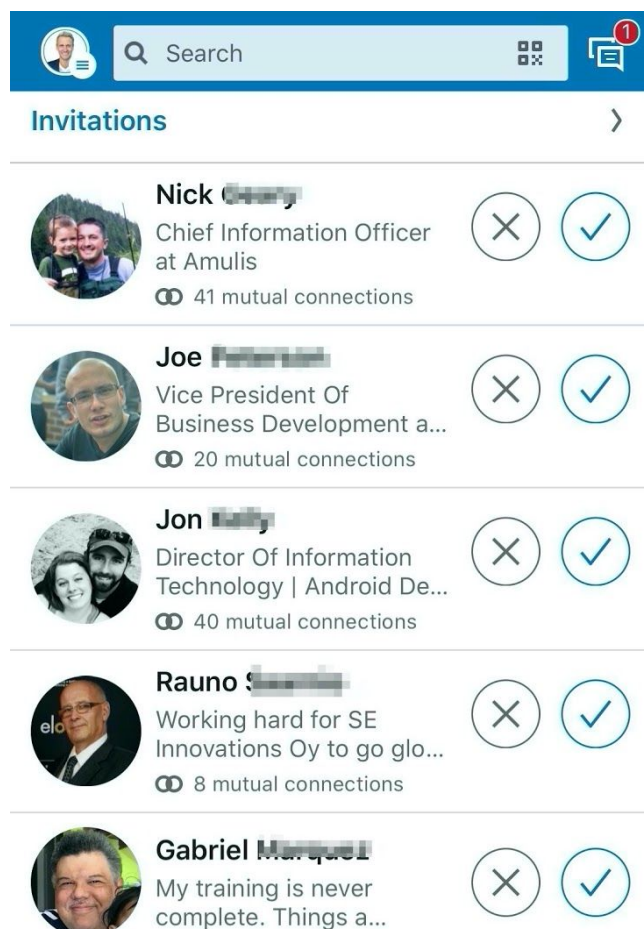 Search
1
Invitations
Nick
Chief Information Officer
at Amulis
41 mutual connections
Joe
Vice President Of
Business Development a...
20 mutual connections
Jon
Director Of Information
Technology | Android De...
40 mutual connections
Rauno
elo
Working hard for SE
Innovations Oy to go glo...
8 mutual connections
Gabriel
My training is never
complete. Things a...